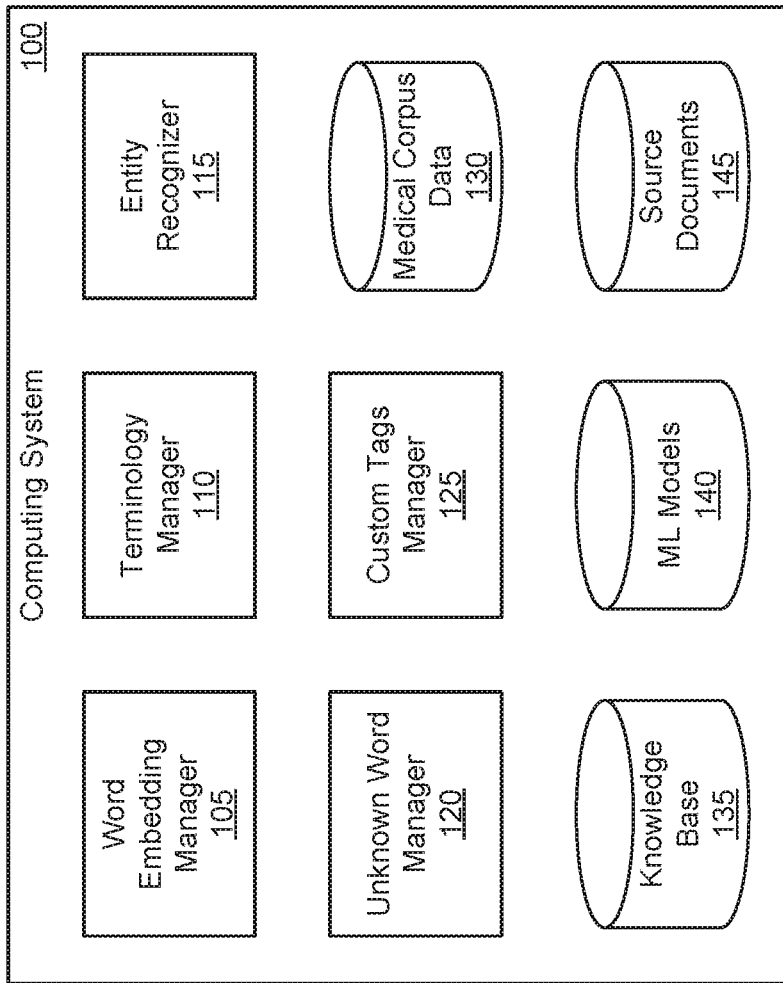 Computing System
100
Word
Embedding
Manager
105
Terminology
Manager
110
Entity
Recognizer
115
Unknown Word
Manager
120
Custom Tags
Manager
125
Medical Corpus
Data
130
Knowledge
Base
135
ML Models
140
Source
Documents
145